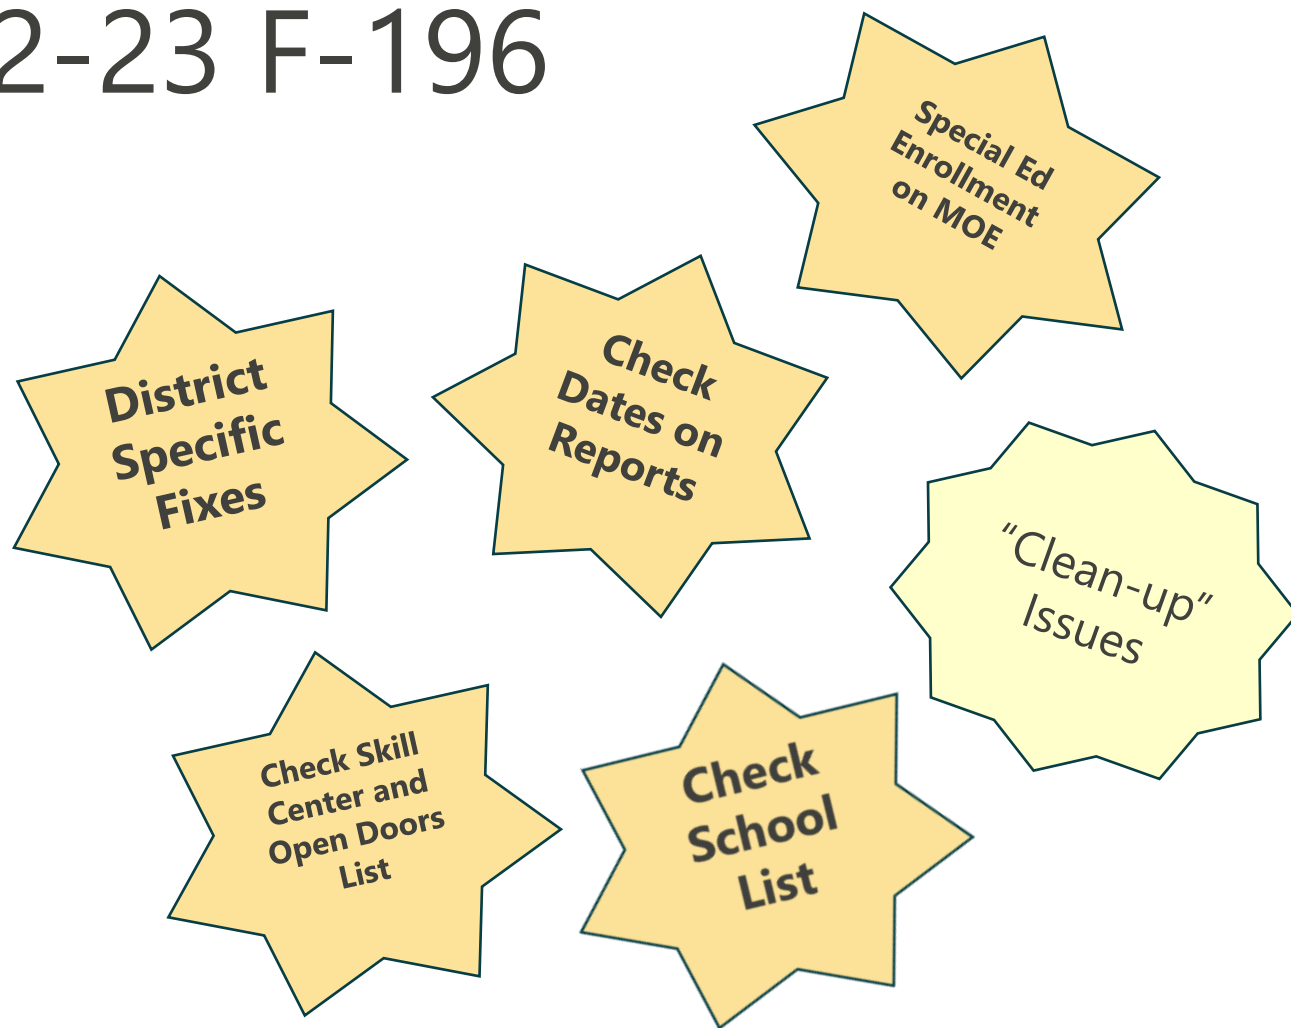 2-23 F-196
Special Ed
Enrollment
on MOE
District
Specific
Fixes
Check
Dates on
Reports
“Clean-up”
Issues
Check Skill
Center and
Open Doors
List
Check
School
List